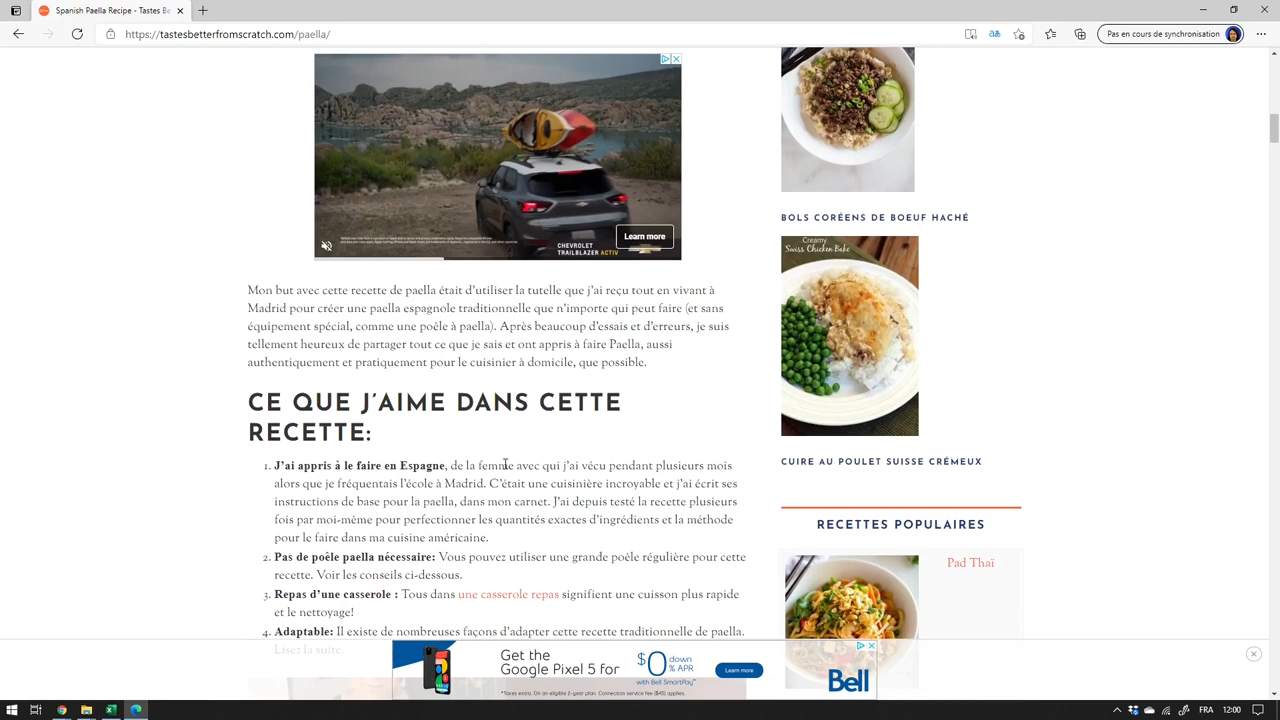 Spanish Paella Recipe - Tastes Be
https://tastesbetterfromscratch.com/paella/
Pas en cours de synchronisation
Learn more
CHEVROLET
TRAILBLAZER ACTIV
Mon but avec cette recette de paella était d'utiliser la tutelle que j'ai reçu tout en vivant à
Madrid pour créer une paella espagnole traditionnelle que n'importe qui peut faire (et sans
équipement spécial, comme une poêle à paella). Après beaucoup d'essais et d'erreurs, je suis
tellement heureux de partager tout ce que je sais et ont appris à faire Paella, aussi
authentiquement et pratiquement pour le cuisinier à domicile, que possible.
CE QUE J'AIME DANS CETTE
RECETTE:
1. J'ai appris à le faire en Espagne, de la femme avec qui j'ai vécu pendant plusieurs mois
alors que je fréquentais l'école à Madrid. C'était une cuisinière incroyable et j'ai écrit ses
instructions de base pour la paella, dans mon carnet. J'ai depuis testé la recette plusieurs
fois par moi-même pour perfectionner les quantités exactes d'ingrédients et la méthode
pour le faire dans ma cuisine américaine.
2. Pas de poêle paella nécessaire: Vous pouvez utiliser une grande poêle régulière pour cette
recette. Voir les conseils ci-dessous.
3. Repas d'une casserole : Tous dans une casserole repas signifient une cuisson plus rapide
et le nettoyage!
4. Adaptable: Il existe de nombreuses façons d'adapter cette recette traditionnelle de paella.
Lisez la suite.
BOLS CORÉENS DE BOEUF HACHÉ
Creamy
Swiss Chicken Bake
CUIRE AU POULET SUISSE CRÉMEUX
RECETTES POPULAIRES
Pad Thaï
Get the
Google Pixel 5 for
$0 down
% APR
with Bell SmartPay™
Learn more
Bell
*Taxes extra. On an eligible 2-year plan. Connection service fee ($45) applies.
FRA
12:00